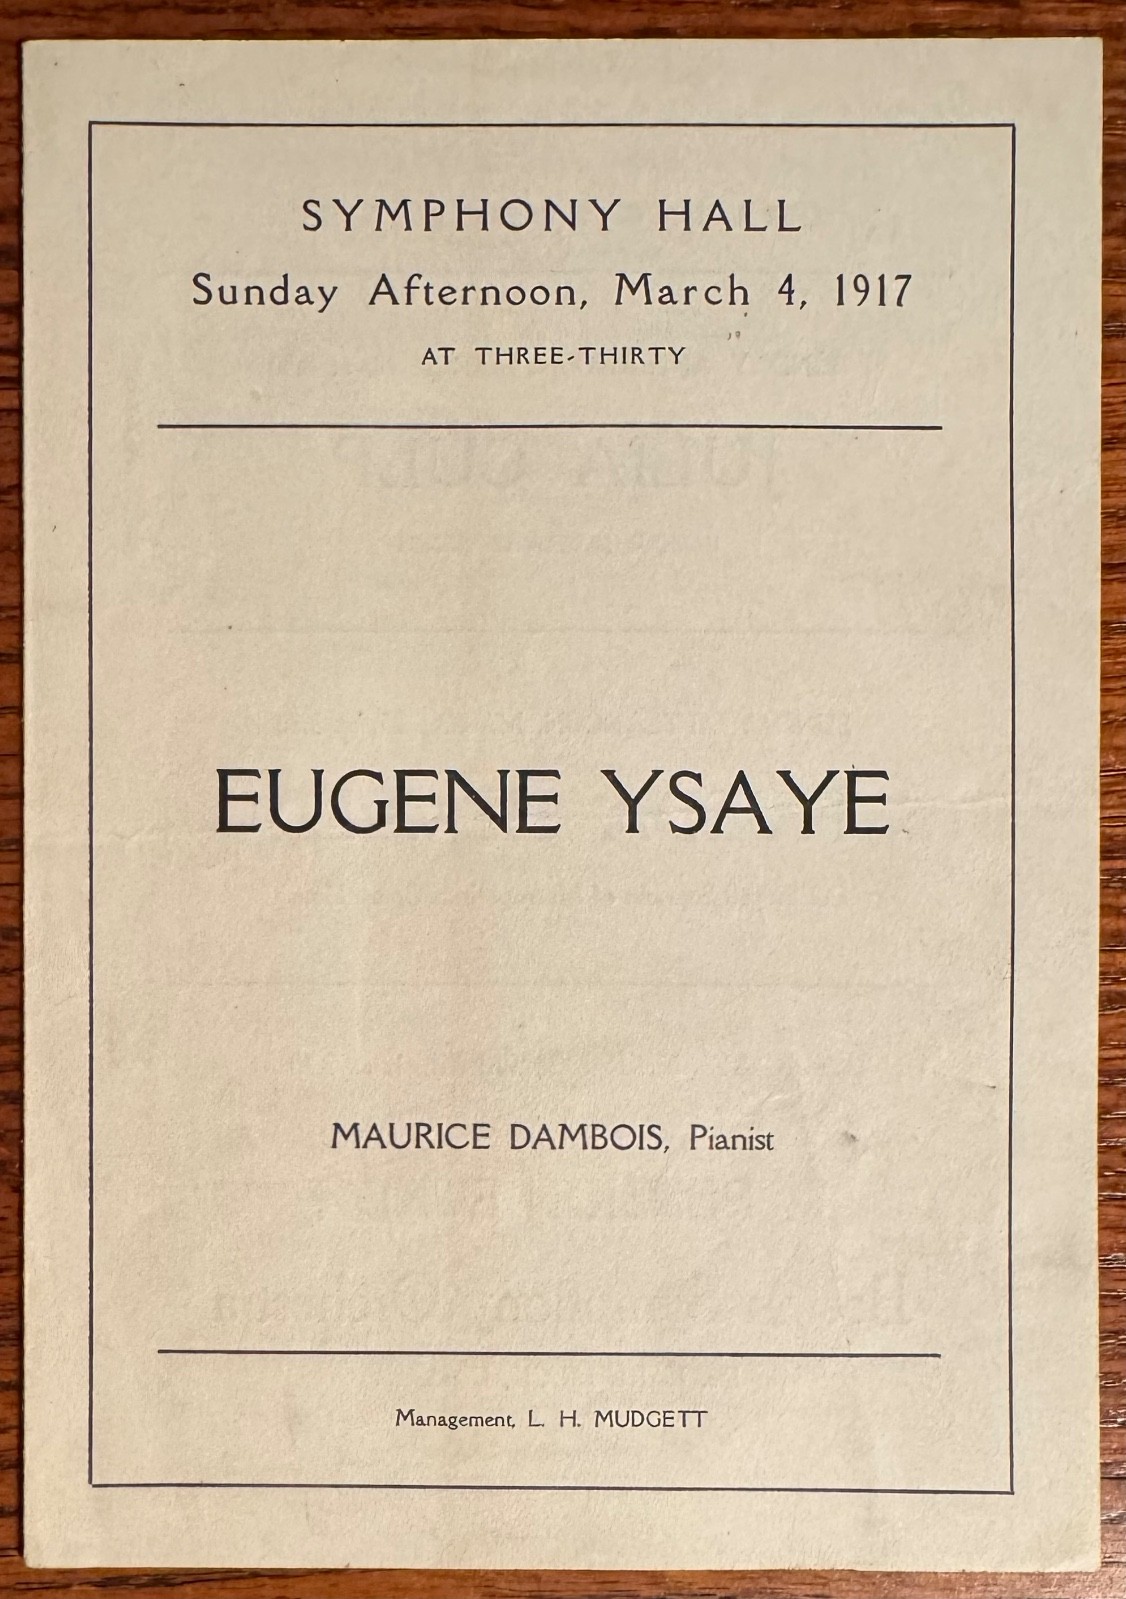 SYMPHONY HALL
Sunday Afternoon, March 4, 1917
AT THREE-THIRTY
EUGENE YSAYE
MAURICE DAMBOIS, Pianist
Management, L. H. MUDGETT